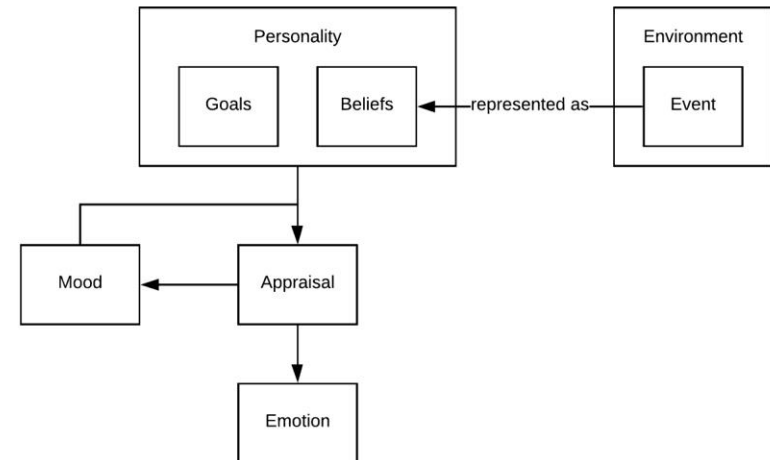 Personality
Environment
Goals
Beliefs
represented as
Event
Mood
Appraisal
Emotion